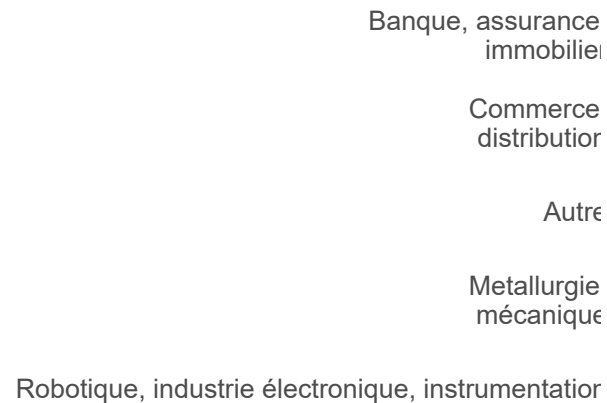 Banque, assurance
immobilier
Commerce
distribution
Autre
Metallurgie
mécanique
Robotique, industrie électronique, instrumentation